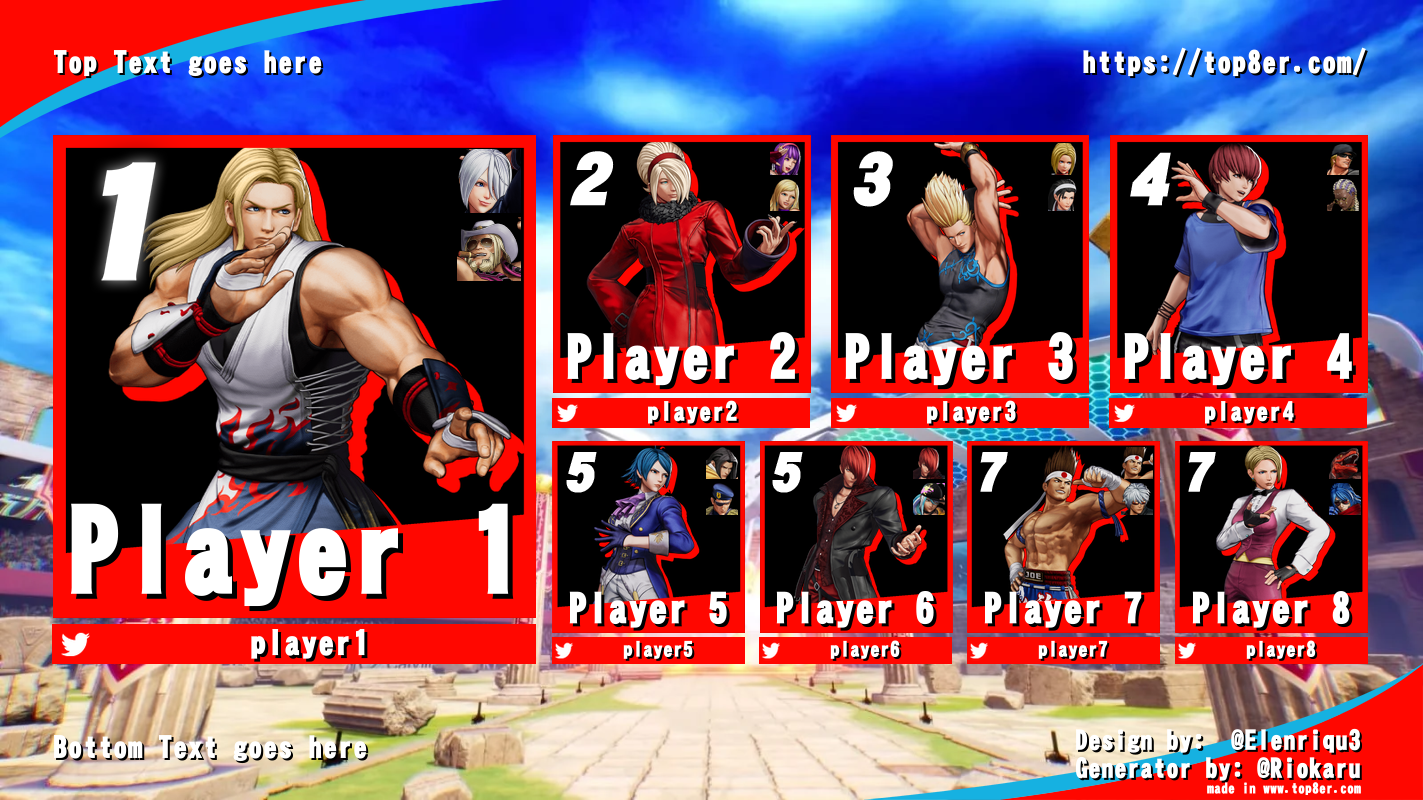 Top Text goes here
https://top8er.com/
1
Player 1
player1
2
Player 2
player2
3
Player 3
player3
4
Player 4
player4
5
Player 5
player5
5
Player 6
player6
7
JOE
Player 7
player7
7
Player 8
player8
Bottom Text goes here
Design by: @Elenriqu3
Generator by: @Riokaru
made in www.top8er.com